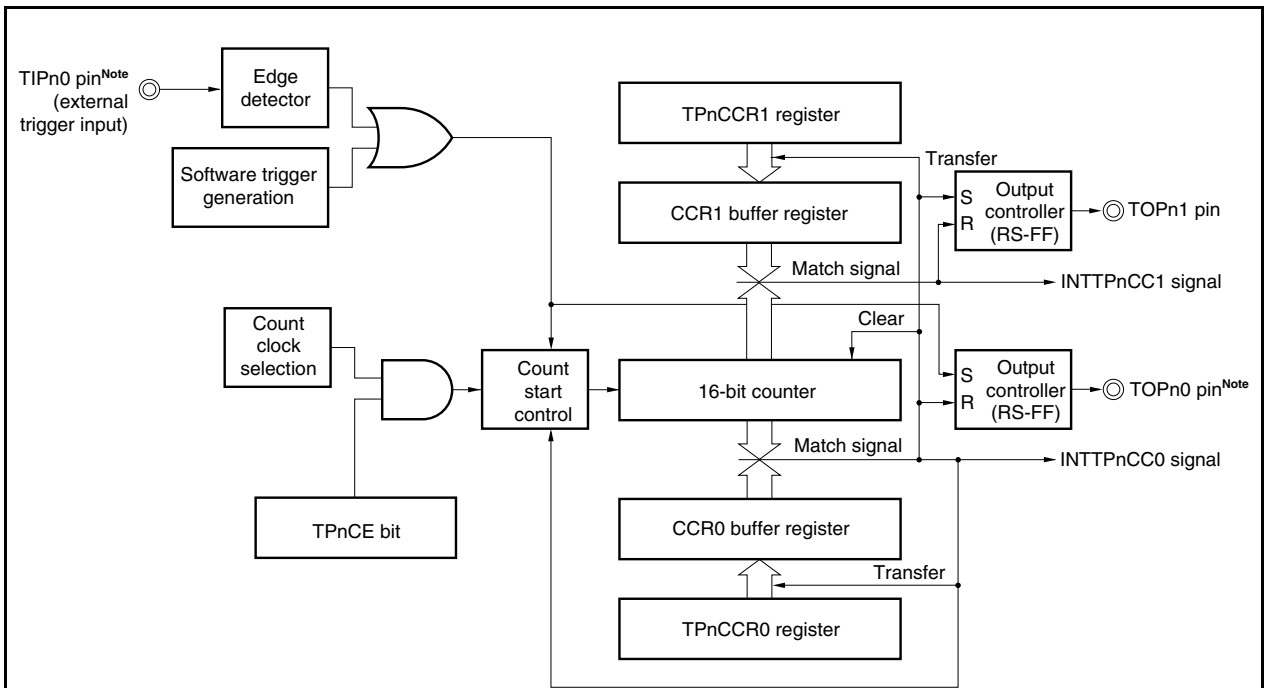 TIPn0 pinNote
(external
trigger input)
Edge
detector
Software trigger
generation
TPnCCR1 register
Transfer
CCR1 buffer register
S
R
Output
controller
(RS-FF)
TOPn1 pin
Match signal
INTTPnCC1 signal
Count
clock
selection
Clear
Count
start
control
16-bit counter
S
R
Output
controller
(RS-FF)
TOPn0 pinNote
Match signal
INTTPnCC0 signal
TPnCE bit
CCR0 buffer register
Transfer
TPnCCR0 register